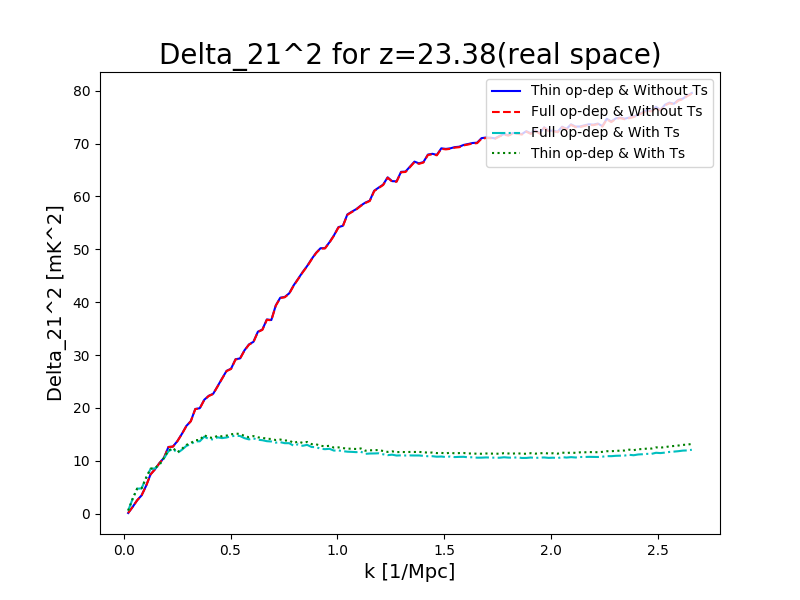 Delta_21^2 for z=23.38(real space)
Thin op-dep & Without Ts
Full op-dep & Without Ts
Full op-dep & With Ts
Thin op-dep & With Ts
Delta_21^2 [mK^2]
80
70
60
50
40
30
20
10
0
0.0 0.5 1.0 1.5 2.0 2.5
k [1/Mpc]